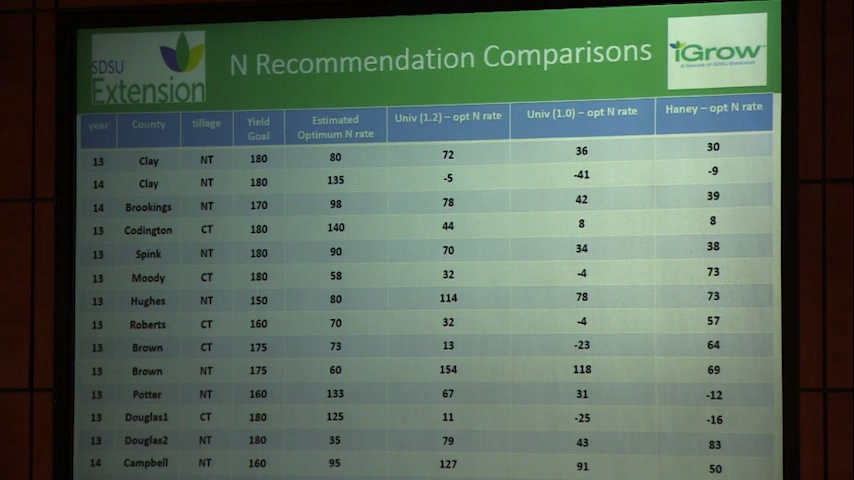 SDSU
Extension
N Recommendation Comparisons
iGrow
A Service of SDSU Extension
year County tillage Yield Goal Estimated Optimum N rate Univ (1.2) – opt N rate Univ (1.0) – opt N rate Haney – opt N rate
13 Clay NT 180 80 72 36 30
14 Clay NT 180 135 -5 -41 -9
14 Brookings NT 170 98 78 42 39
13 Codington CT 180 140 44 8 8
13 Spink NT 180 90 70 34 38
13 Moody CT 180 58 32 -4 73
13 Hughes NT 150 80 114 78 73
13 Roberts CT 160 70 32 -4 57
13 Brown CT 175 73 13 -23 64
13 Brown NT 175 60 154 118 69
13 Potter NT 160 133 67 31 -12
13 Douglas1 CT 180 125 11 -25 -16
13 Douglas2 NT 180 35 79 43 83
14 Campbell NT 160 95 127 91 50